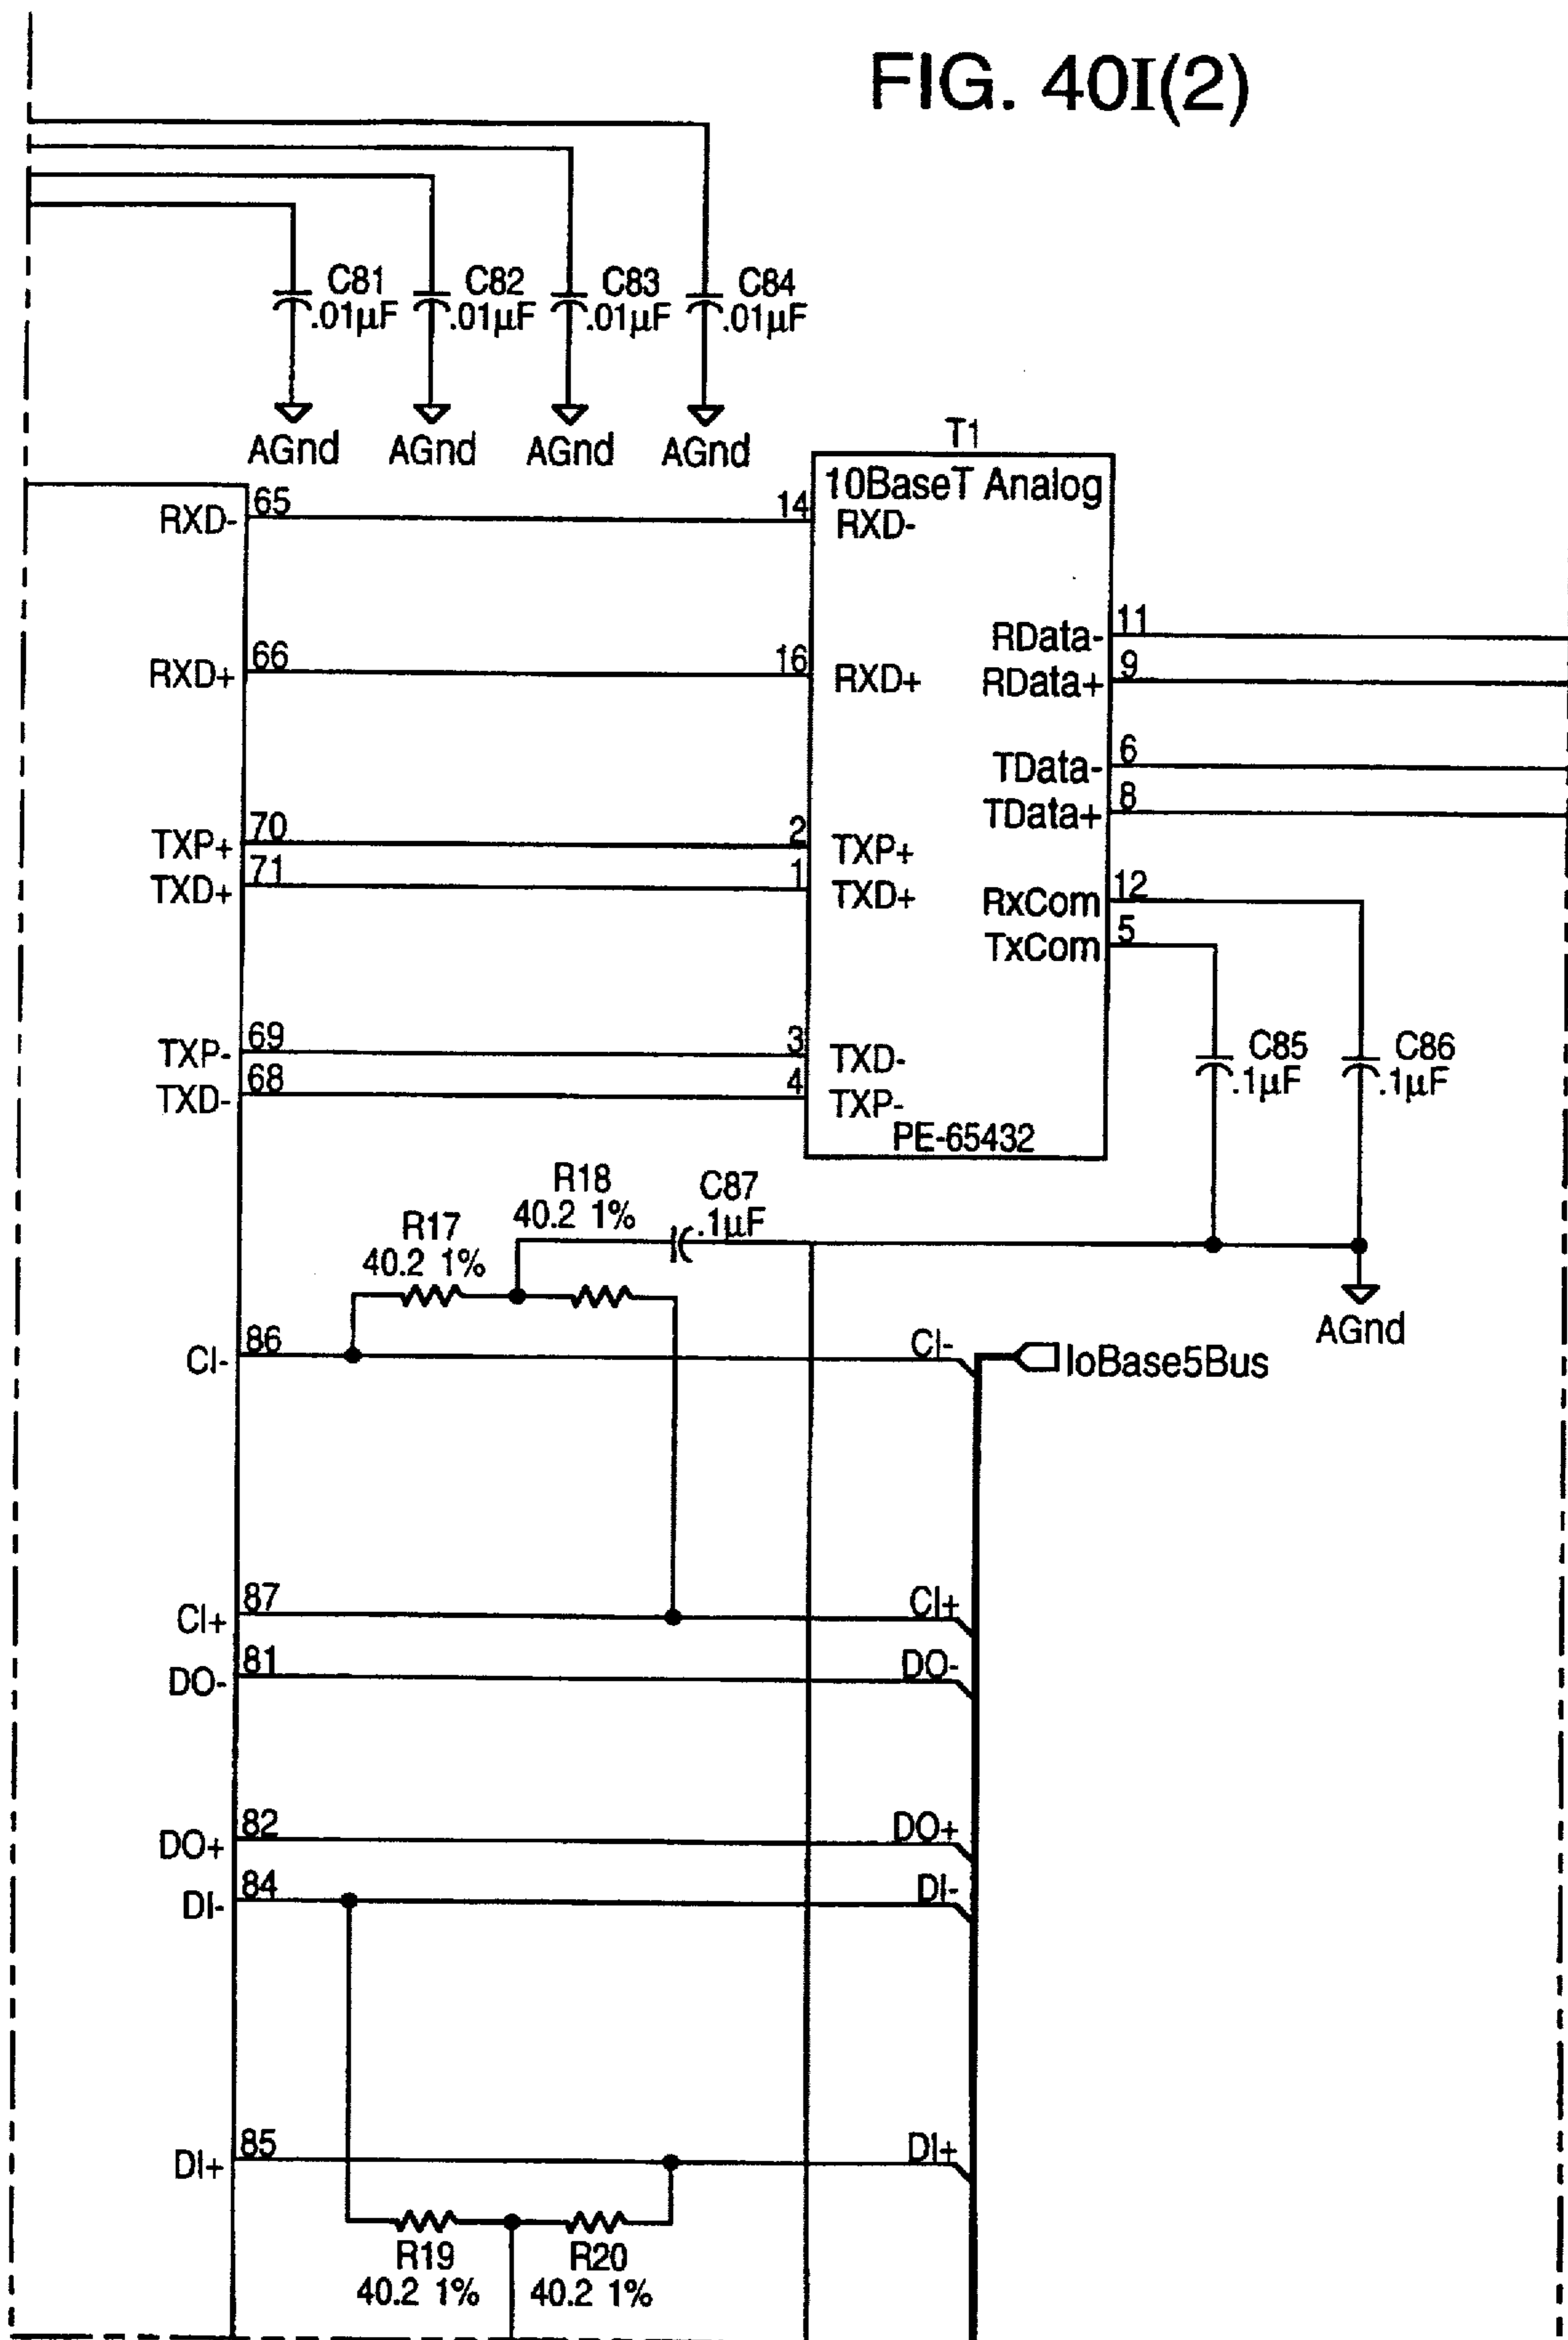 FIG. 40I(2)
C81
.01µF
C82
.01µF
C83
.01µF
C84
.01µF
AGnd
AGnd
AGnd
AGnd
T1
10BaseT Analog
RXD-
65
14
RXD-
RData-
11
RXD+
66
16
RXD+
RData+
9
TData-
6
TData+
8
TXP+
70
2
TXP+
TXD+
71
1
TXD+
RxCom
12
TxCom
5
TXP-
69
3
TXD-
TXD-
68
4
TXP-
PE-65432
C85
.1µF
C86
.1µF
R17
40.2 1%
R18
40.2 1%
C87
.1µF
AGnd
CI-
86
CI-
IoBase5Bus
CI+
87
CI+
DO-
81
DO-
DO+
82
DO+
DI-
84
DI-
DI+
85
DI+
R19
40.2 1%
R20
40.2 1%